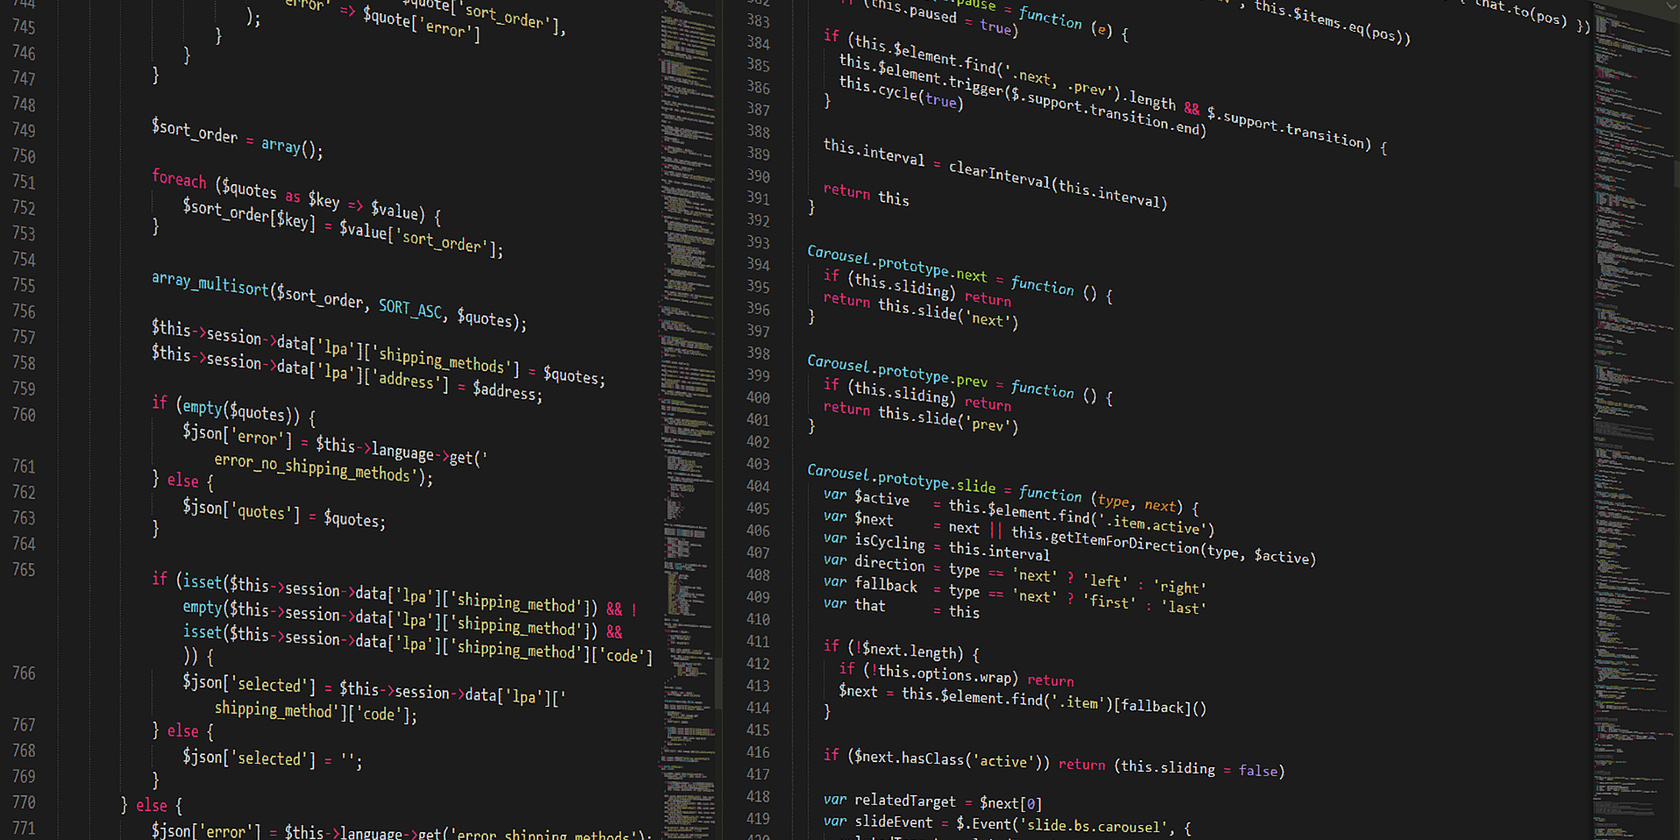 744
745
746
747
748
749
750
751
752
753
754
755
756
757
758
759
760
761
762
763
764
765
766
767
768
769
770
771
error' => $quote['error']
$quote['sort_order'],
);
}
}
}
$sort_order = array();
foreach ($quotes as $key => $value) {
$sort_order[$key] = $value['sort_order'];
}
array_multisort($sort_order, SORT_ASC, $quotes);
$this->session->data['lpa']['shipping_methods'] = $quotes;
$this->session->data['lpa']['address'] = $address;
if (empty($quotes)) {
$json['error'] = $this->language->get('
error_no_shipping_methods');
} else {
$json['quotes'] = $quotes;
}
if (isset($this->session->data['lpa']['shipping_method']) && !
empty($this->session->data['lpa']['shipping_method']) &&
isset($this->session->data['lpa']['shipping_method']['code']
)) {
$json['selected'] = $this->session->data['lpa']['
shipping_method']['code'];
} else {
$json['selected'] = '';
}
} else {
$json['error'] = $this->language->get('error_shipping_methods');
382
383
384
385
386
387
388
389
390
391
392
393
394
395
396
397
398
399
400
401
402
403
404
405
406
407
408
409
410
411
412
413
414
415
416
417
418
419
420
, this.$items.eq(pos))
that.to(pos) })
pause = function (e) {
(this.paused = true)
if (this.$element.find('.next, .prev').length && $.support.transition) {
this.$element.trigger($.support.transition.end)
this.cycle(true)
}
this.interval = clearInterval(this.interval)
return this
}
Carousel.prototype.next = function () {
if (this.sliding) return
return this.slide('next')
}
Carousel.prototype.prev = function () {
if (this.sliding) return
return this.slide('prev')
}
Carousel.prototype.slide = function (type, next) {
var $active = this.$element.find('.item.active')
var $next = next || this.getItemForDirection(type, $active)
var isCycling = this.interval
var direction = type == 'next' ? 'left' : 'right'
var fallback = type == 'next' ? 'first' : 'last'
var that = this
if (!$next.length) {
if (!this.options.wrap) return
$next = this.$element.find('.item')[fallback]()
}
if ($next.hasClass('active')) return (this.sliding = false)
var relatedTarget = $next[0]
var slideEvent = $.Event('slide.bs.carousel', {